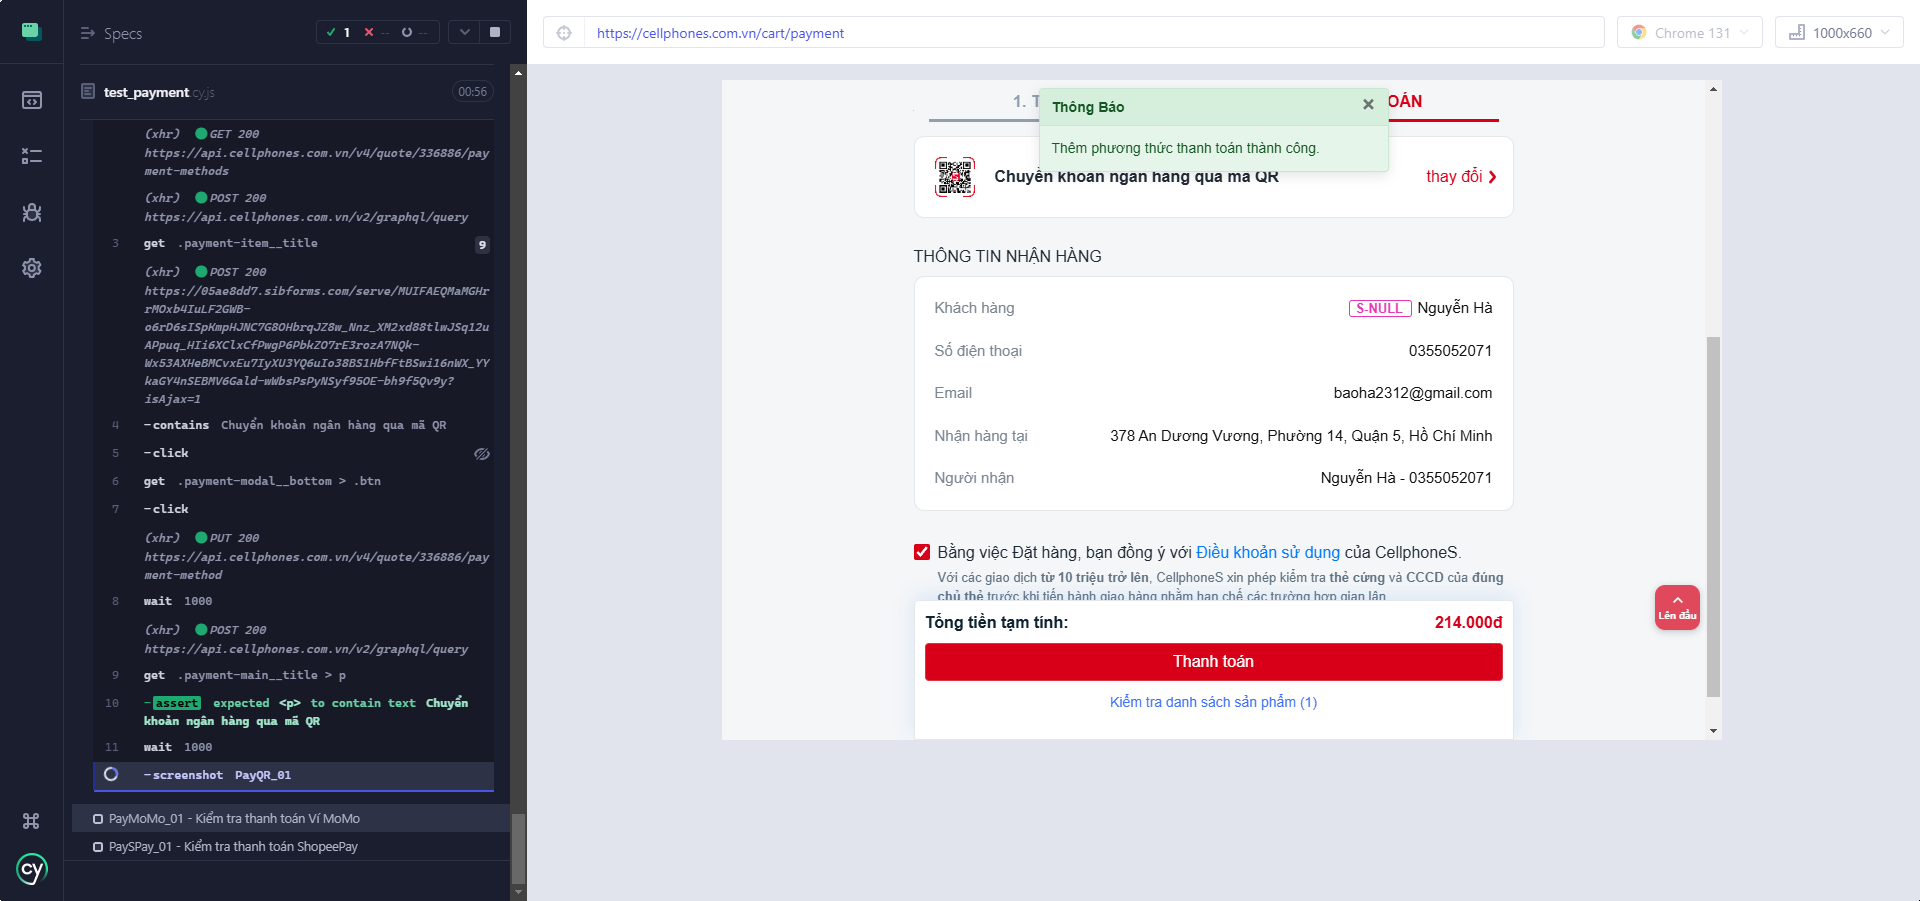 Specs
1
--
--
test_payment.cy.js
00:56
(xhr) GET 200
https://api.cellphones.com.vn/v4/quote/336886/pay
ment-methods
(xhr) POST 200
https://api.cellphones.com.vn/v2/graphql/query
3 get .payment-item__title 9
(xhr) POST 200
https://05ae8dd7.sibforms.com/serve/MUIFAEQMaMGHr
rMOxb4IuLF2GWB-
o6rD6sISpKmpHJNC7G8OHbrqJZ8w_Nnz_XM2xd88tlwJSq12u
APpuq_HIi6XClxCfPwgP6PbkZO7rE3rozA7NQk-
Wx53AXHeBMCvxEu7IyXU3YQ6uIo38BS1HbfFtBSwi16nWX_YY
kaGY4nSEBMV6Gald-wWbsPsPyNSyf95OE-bh9f5Qv9y?
isAjax=1
4 -contains Chuyển khoản ngân hàng qua mã QR
5 -click
6 get .payment-modal__bottom > .btn
7 -click
(xhr) PUT 200
https://api.cellphones.com.vn/v4/quote/336886/pay
ment-method
8 wait 1000
(xhr) POST 200
https://api.cellphones.com.vn/v2/graphql/query
9 get .payment-main__title > p
10 -assert expected <p> to contain text Chuyển
khoản ngân hàng qua mã QR
11 wait 1000
-screenshot PayQR_01
PayMoMo_01 - Kiểm tra thanh toán Ví MoMo
PaySPay_01 - Kiểm tra thanh toán ShopeePay
cy
https://cellphones.com.vn/cart/payment
Chrome 131
1000x660
1. T
OÁN
Thông Báo
Thêm phương thức thanh toán thành công.
Chuyển khoản ngân hàng qua mã QR
thay đổi
THÔNG TIN NHẬN HÀNG
Khách hàng S-NULL Nguyễn Hà
Số điện thoại 0355052071
Email baoha2312@gmail.com
Nhận hàng tại 378 An Dương Vương, Phường 14, Quận 5, Hồ Chí Minh
Người nhận Nguyễn Hà - 0355052071
Bằng việc Đặt hàng, bạn đồng ý với Điều khoản sử dụng của CellphoneS.
Với các giao dịch từ 10 triệu trở lên, CellphoneS xin phép kiểm tra thẻ cứng và CCCD của đúng
chủ thẻ trước khi tiến hành giao hàng nhằm hạn chế các trường hợp gian lận
Tổng tiền tạm tính: 214.000đ
Thanh toán
Kiểm tra danh sách sản phẩm (1)
Lên đầu